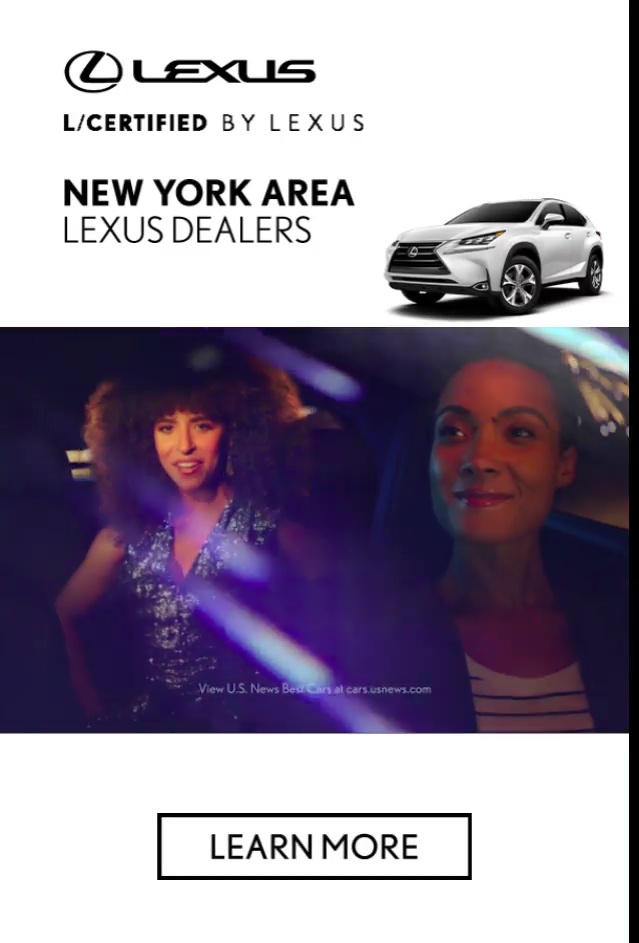 LEXUS
L/CERTIFIED BY LEXUS
NEW YORK AREA
LEXUS DEALERS
View U.S. News Best Cars at cars.usnews.com
LEARN MORE